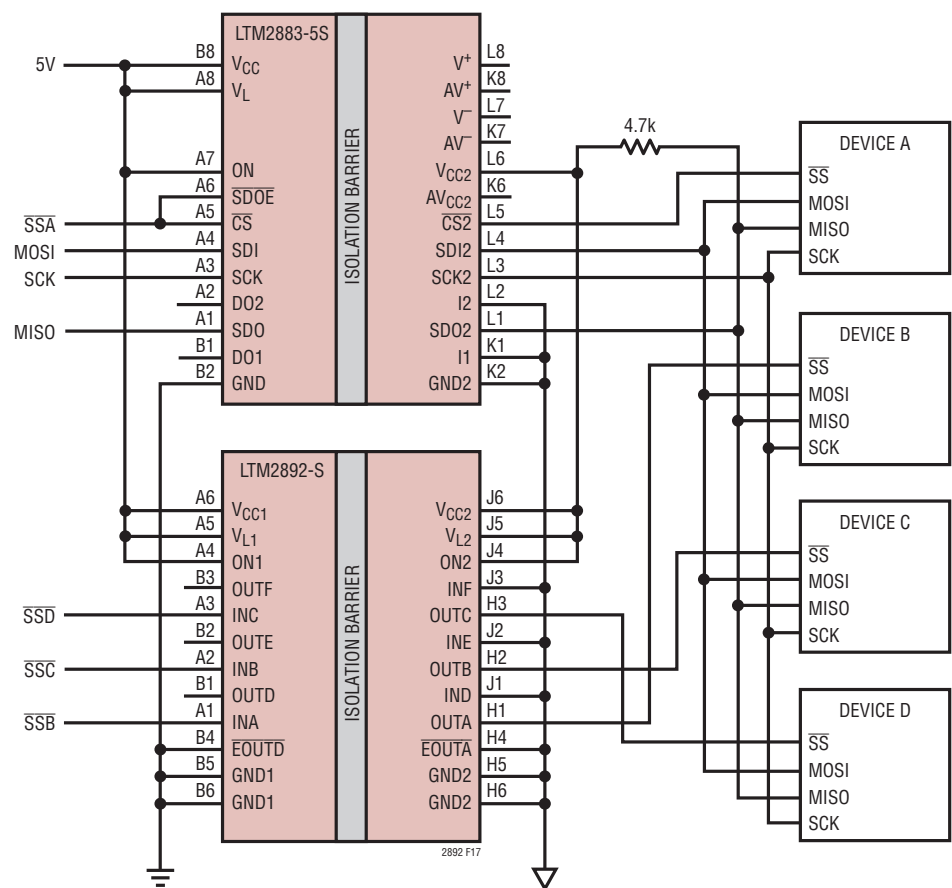 LTM2883-5S
5V
B8 VCC
A8 VL
A7 ON
A6 SDOE
SSA A5 CS
MOSI A4 SDI
SCK A3 SCK
A2 DO2
MISO A1 SDO
B1 DO1
B2 GND
ISOLATION BARRIER
V+ L8
AV+ K8
V– L7
AV– K7
VCC2 L6
AVCC2 K6
CS2 L5
SDI2 L4
SCK2 L3
I2 L2
SDO2 L1
I1 K1
GND2 K2
4.7k
DEVICE A
SS
MOSI
MISO
SCK
DEVICE B
SS
MOSI
MISO
SCK
LTM2892-S
A6 VCC1
A5 VL1
A4 ON1
B3 OUTF
SSD A3 INC
B2 OUTE
SSC A2 INB
B1 OUTD
SSB A1 INA
B4 EOUTD
B5 GND1
B6 GND1
ISOLATION BARRIER
VCC2 J6
VL2 J5
ON2 J4
INF J3
OUTC H3
INE J2
OUTB H2
IND J1
OUTA H1
EOUTA H4
GND2 H5
GND2 H6
DEVICE C
SS
MOSI
MISO
SCK
DEVICE D
SS
MOSI
MISO
SCK
2892 F17